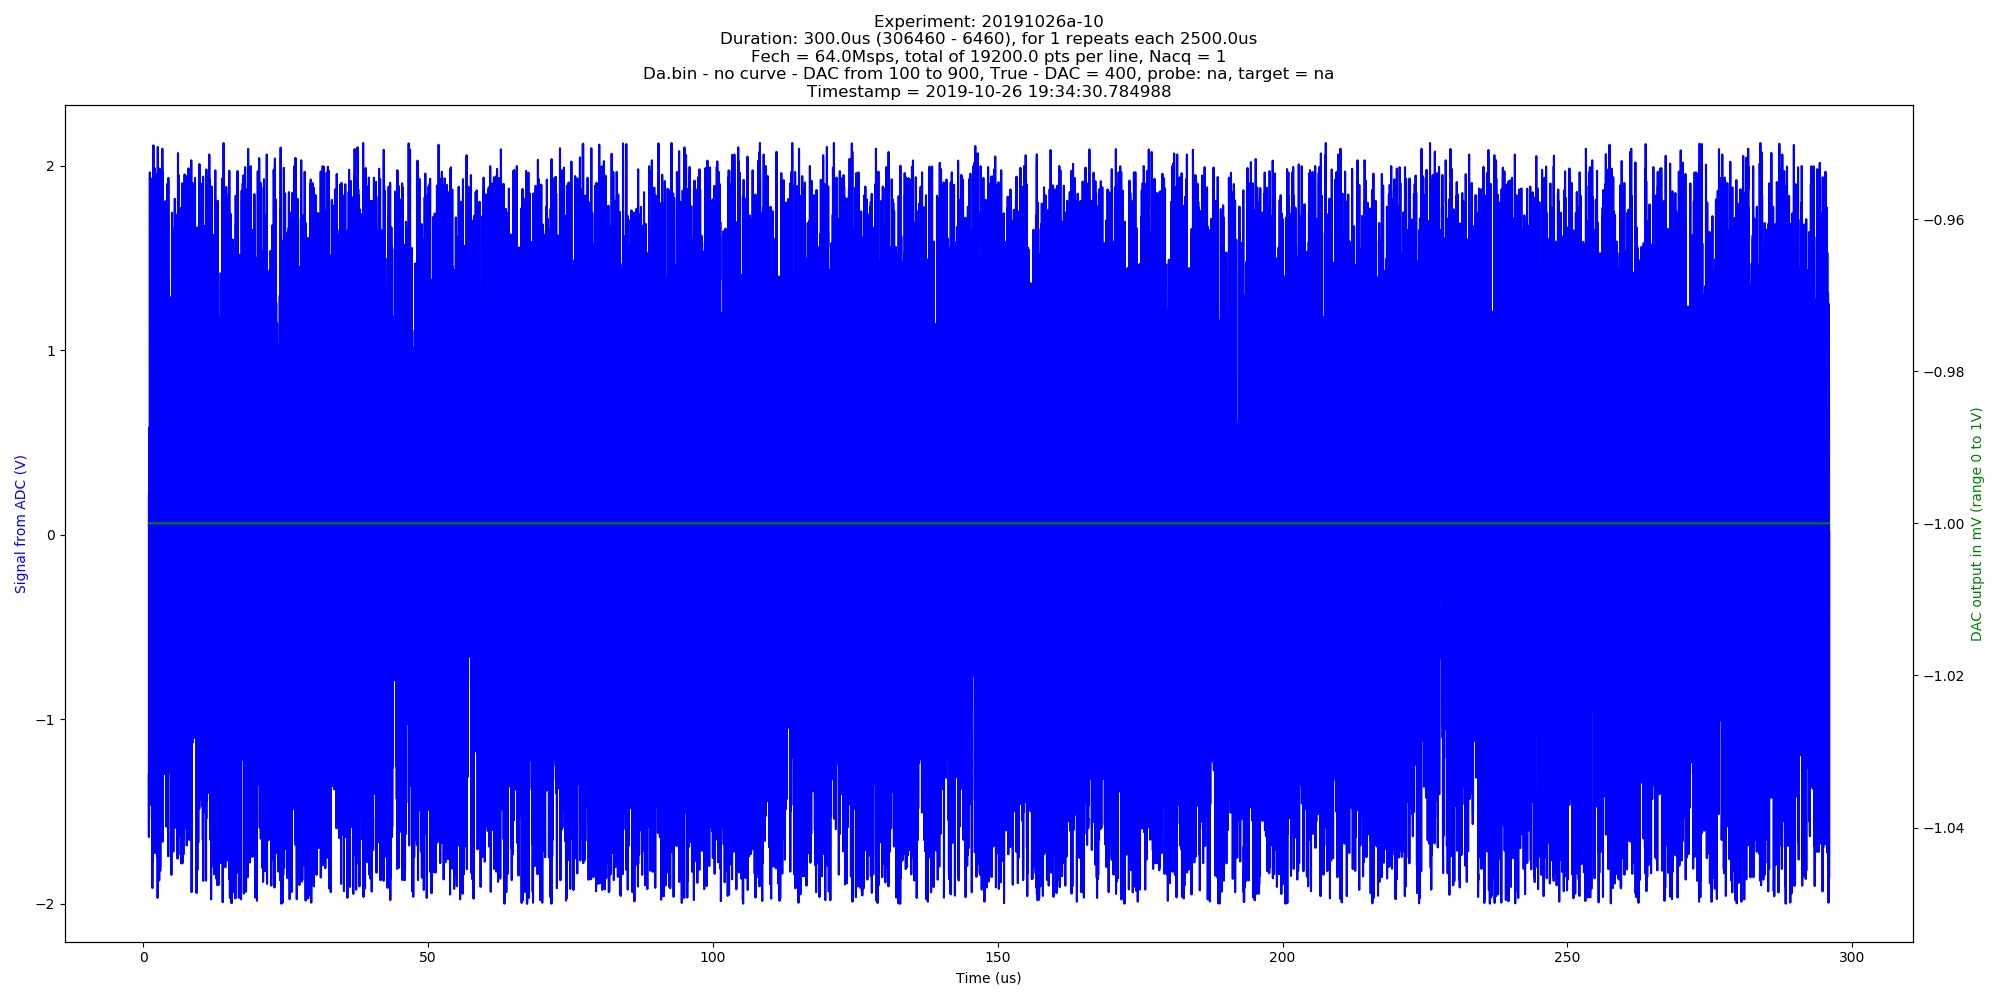 Experiment: 20191026a-10
Duration: 300.0us (306460 - 6460), for 1 repeats each 2500.0us
Fech = 64.0Msps, total of 19200.0 pts per line, Nacq = 1
Da.bin - no curve - DAC from 100 to 900, True - DAC = 400, probe: na, target = na
Timestamp = 2019-10-26 19:34:30.784988
Signal from ADC (V)
2
1
0
−1
−2
−0.96
−0.98
−1.00
−1.02
−1.04
DAC output in mV (range 0 to 1V)
0
50
100
150
200
250
300
Time (us)